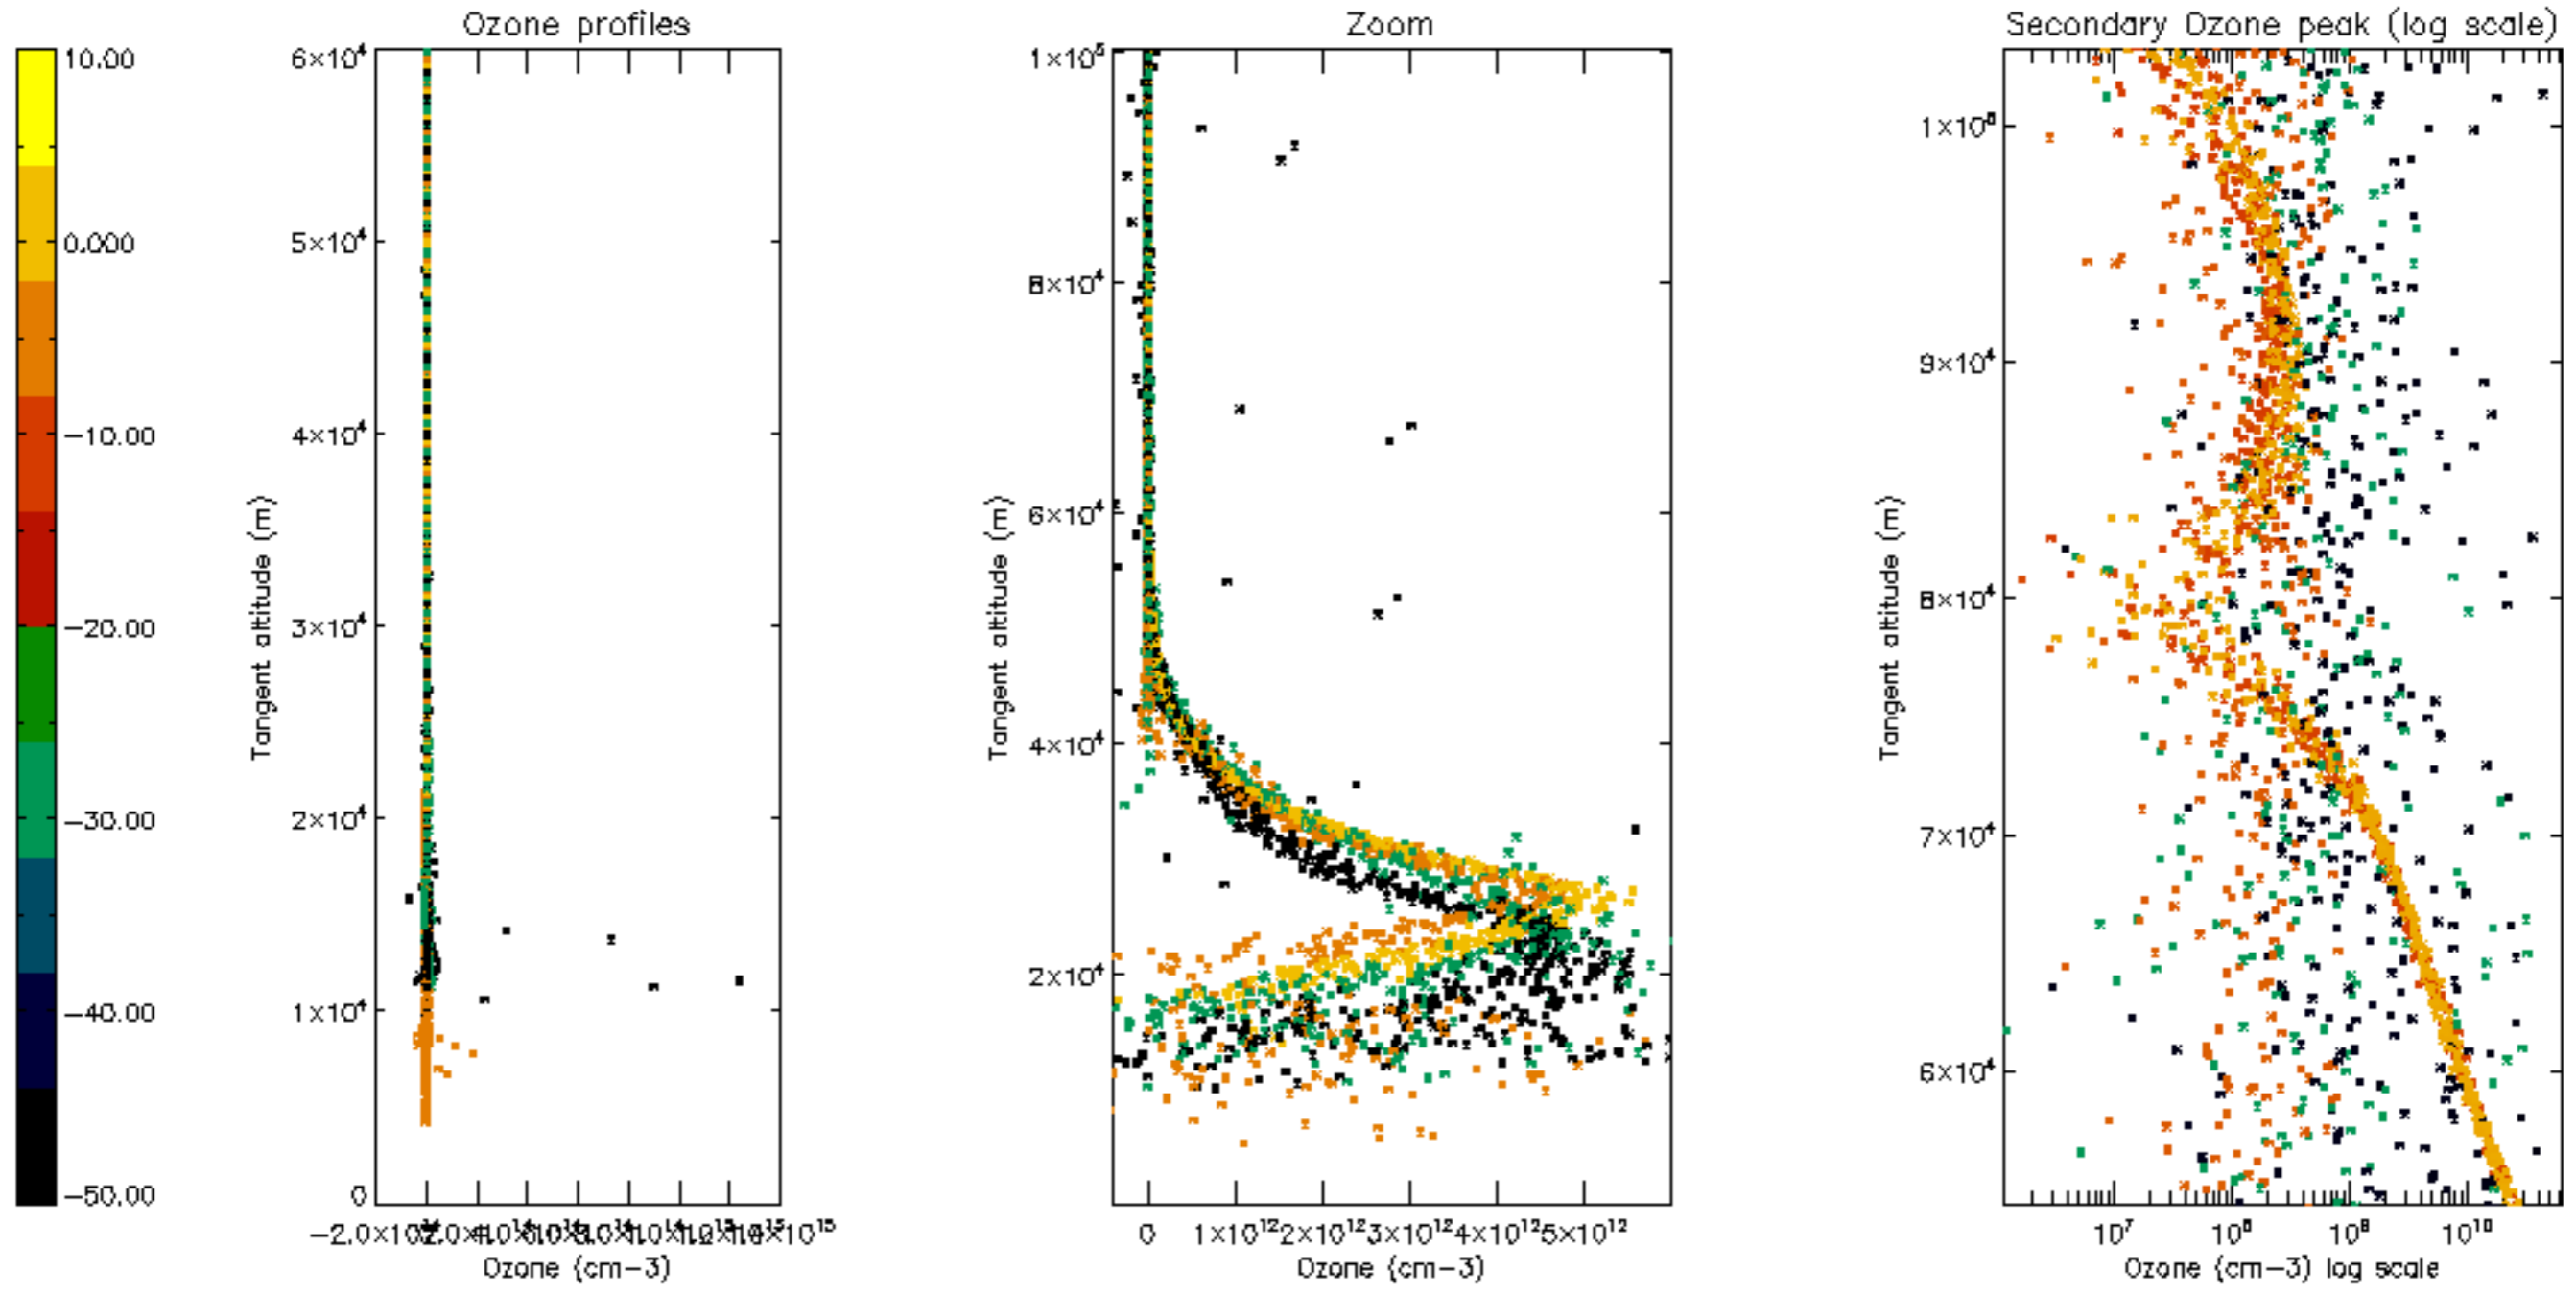 Ozone profiles
Zoom
Secondary Ozone peak (log scale)
10.00
0.000
−10.00
−20.00
−30.00
−40.00
−50.00
Tangent altitude (m)
6×10⁴
5×10⁴
4×10⁴
3×10⁴
2×10⁴
1×10⁴
0
Ozone (cm−3)
Tangent altitude (m)
1×10⁵
8×10⁴
6×10⁴
4×10⁴
2×10⁴
0 1×10¹² 2×10¹² 3×10¹² 4×10¹² 5×10¹²
Ozone (cm−3)
Tangent altitude (m)
1×10⁵
9×10⁴
8×10⁴
7×10⁴
6×10⁴
10⁷ 10⁸ 10⁹ 10¹⁰
Ozone (cm−3) log scale